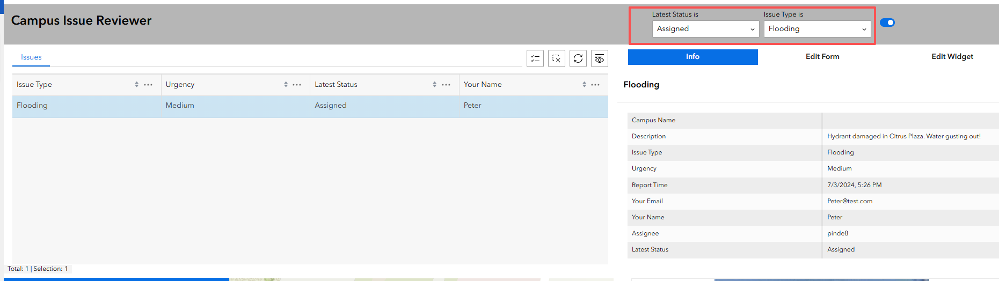 Campus Issue Reviewer
Latest Status is
Issue Type is
Assigned
Flooding
Issues
Info
Edit Form
Edit Widget
Issue Type
Urgency
Latest Status
Your Name
Flooding
Medium
Assigned
Peter
Total: 1 | Selection: 1
Flooding
Campus Name
Description Hydrant damaged in Citrus Plaza. Water gusting out!
Issue Type Flooding
Urgency Medium
Report Time 7/3/2024, 5:26 PM
Your Email Peter@test.com
Your Name Peter
Assignee pinde8
Latest Status Assigned